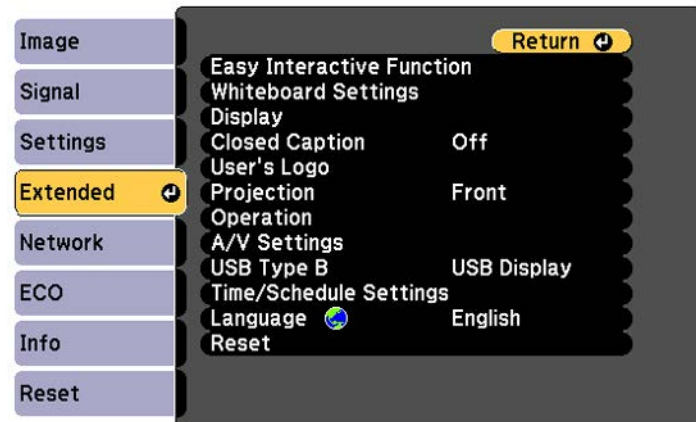 Image
Signal
Settings
Extended
Network
ECO
Info
Reset
Return
Easy Interactive Function
Whiteboard Settings
Display
Closed Caption Off
User's Logo
Projection Front
Operation
A/V Settings
USB Type B USB Display
Time/Schedule Settings
Language English
Reset